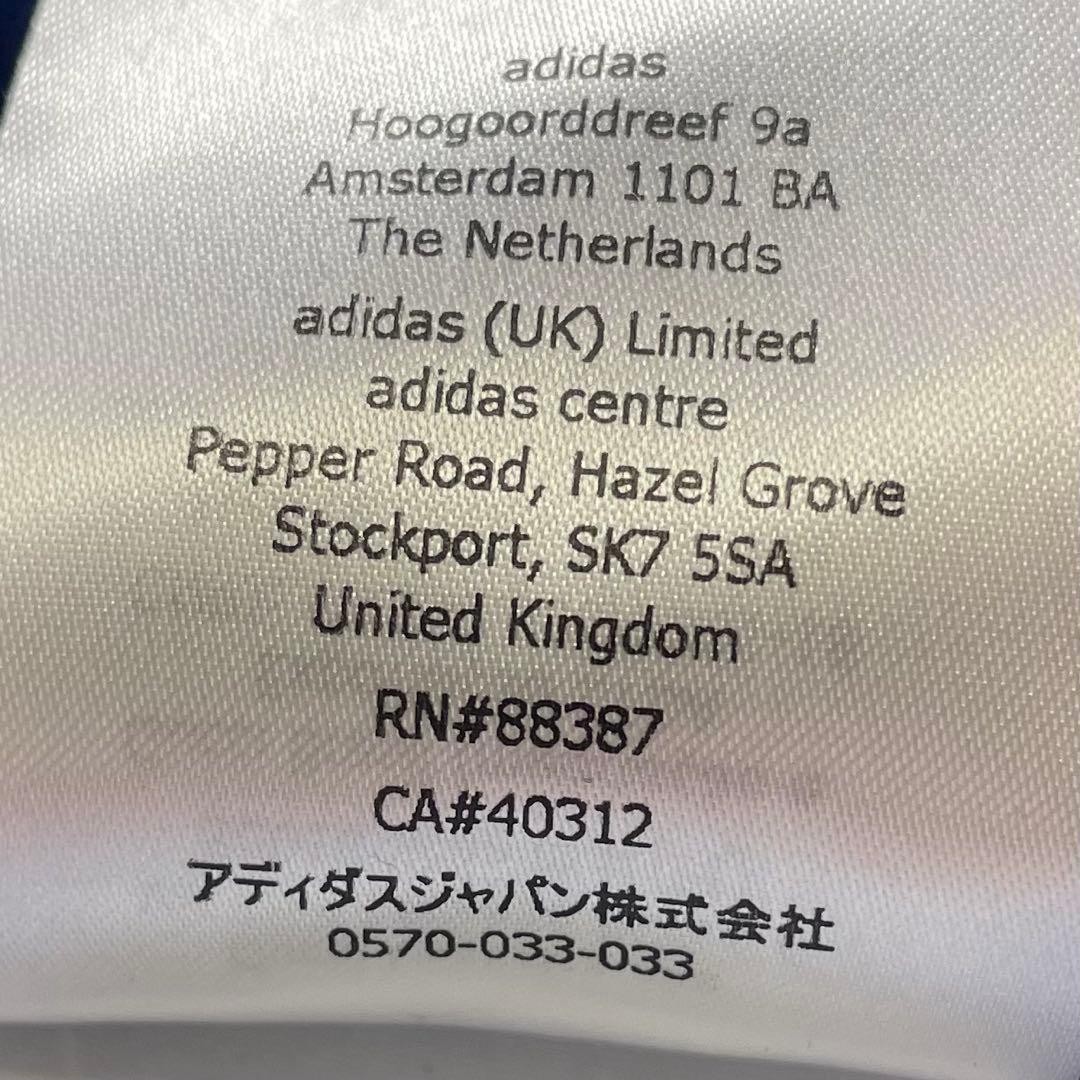 adidas
Hoogoorddreef 9a
Amsterdam 1101 BA
The Netherlands
adidas (UK) Limited
adidas centre
Pepper Road, Hazel Grove
Stockport, SK7 5SA
United Kingdom
RN#88387
CA#40312
アディダスジャパン株式会社
0570-033-033